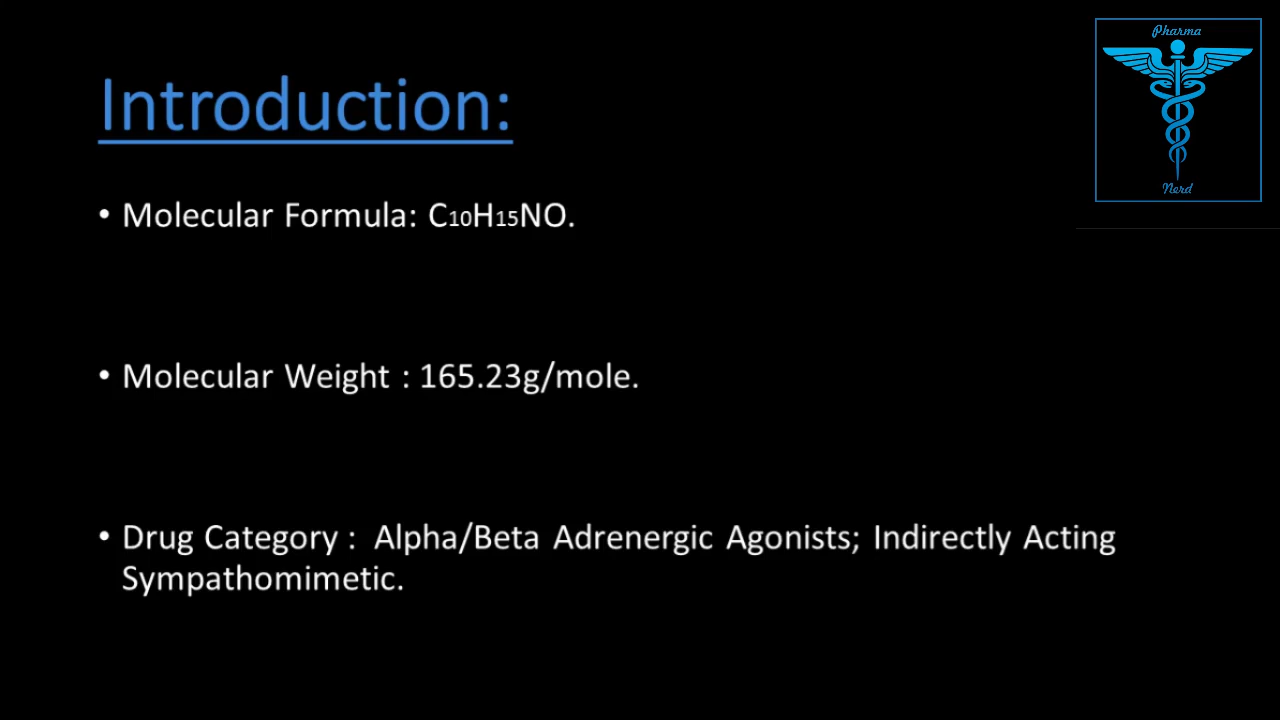 Pharma
Introduction:
Nerd
• Molecular Formula: C₁₀H₁₅NO.
• Molecular Weight : 165.23g/mole.
• Drug Category : Alpha/Beta Adrenergic Agonists; Indirectly Acting
Sympathomimetic.